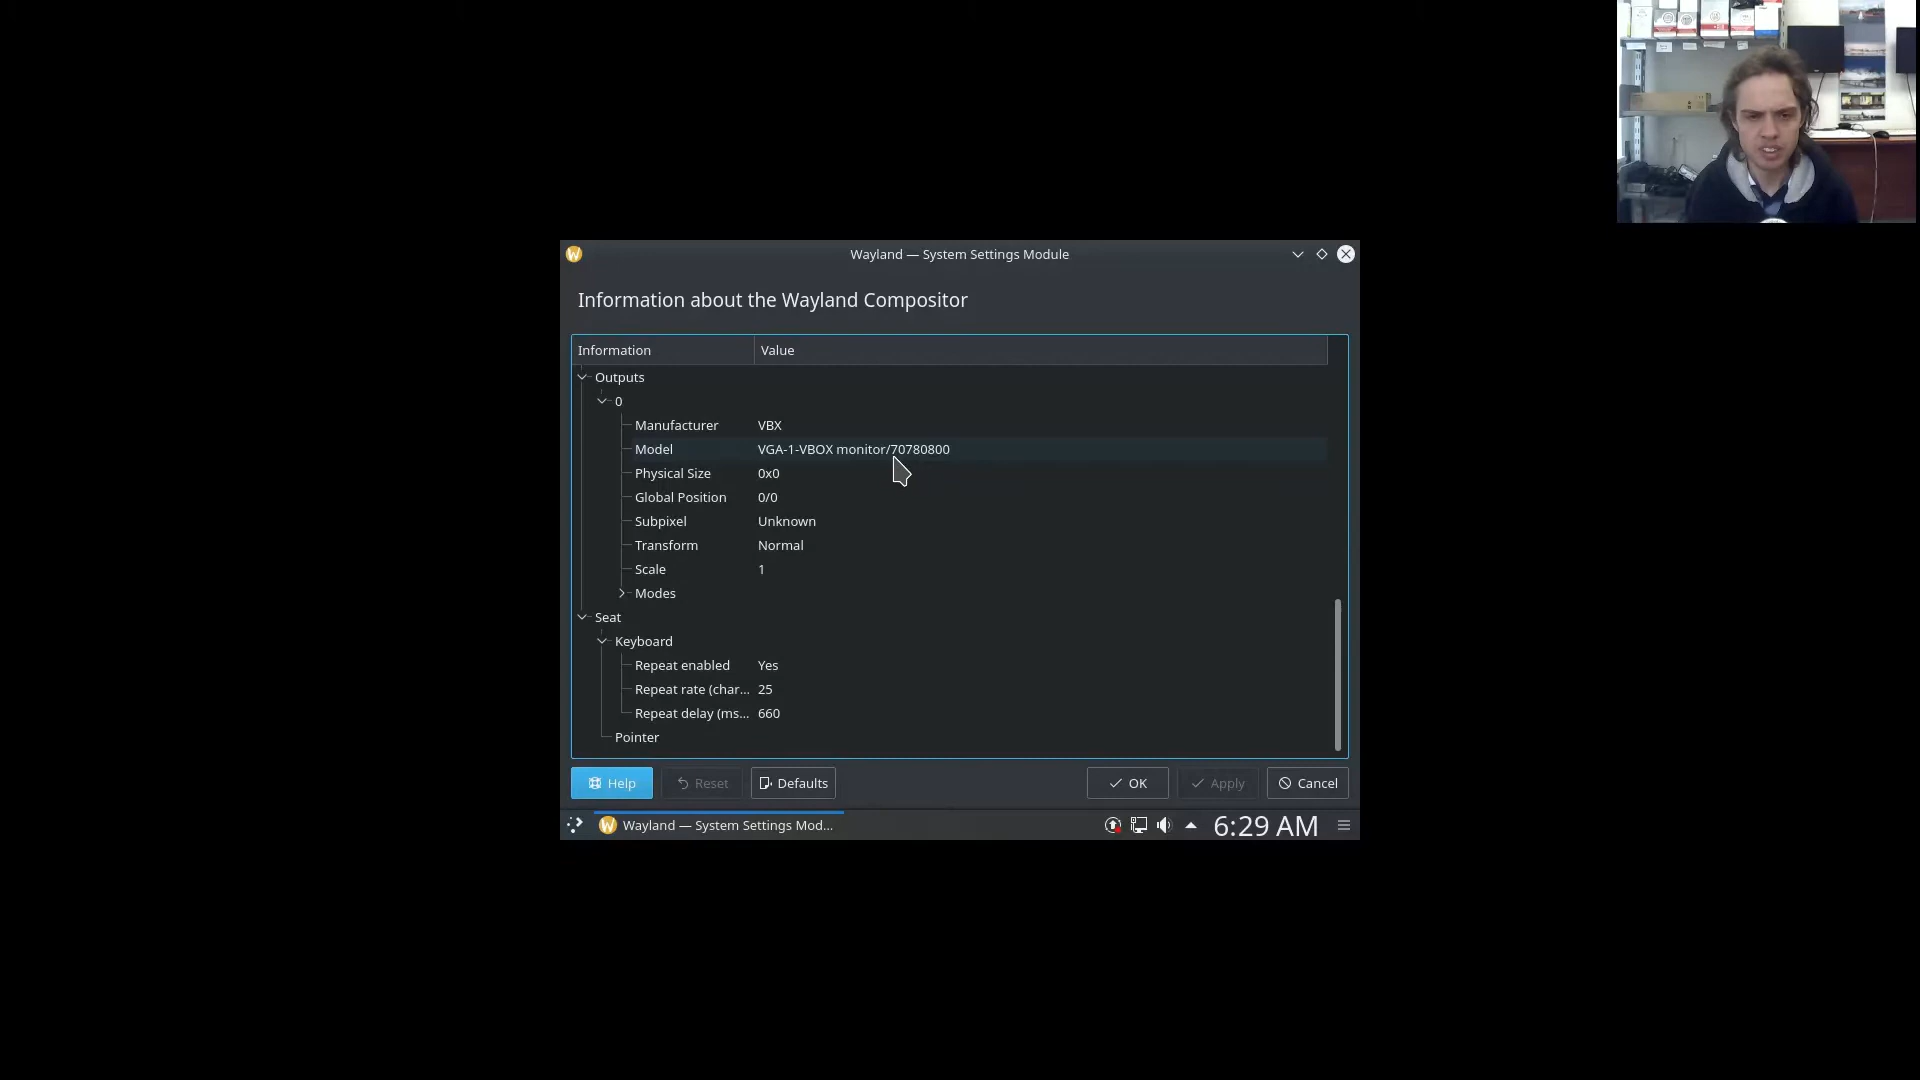 Wayland — System Settings Module
Information about the Wayland Compositor
Information Value
Outputs
0
Manufacturer VBX
Model VGA-1-VBOX monitor/70780800
Physical Size 0x0
Global Position 0/0
Subpixel Unknown
Transform Normal
Scale 1
Modes
Seat
Keyboard
Repeat enabled Yes
Repeat rate (char... 25
Repeat delay (ms... 660
Pointer
Help Reset Defaults OK Apply Cancel
W Wayland — System Settings Mod... 6:29 AM